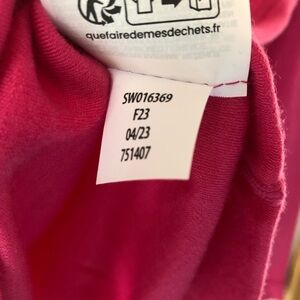 quefairedemesdechets.fr
SW016369
F23
04/23
751407